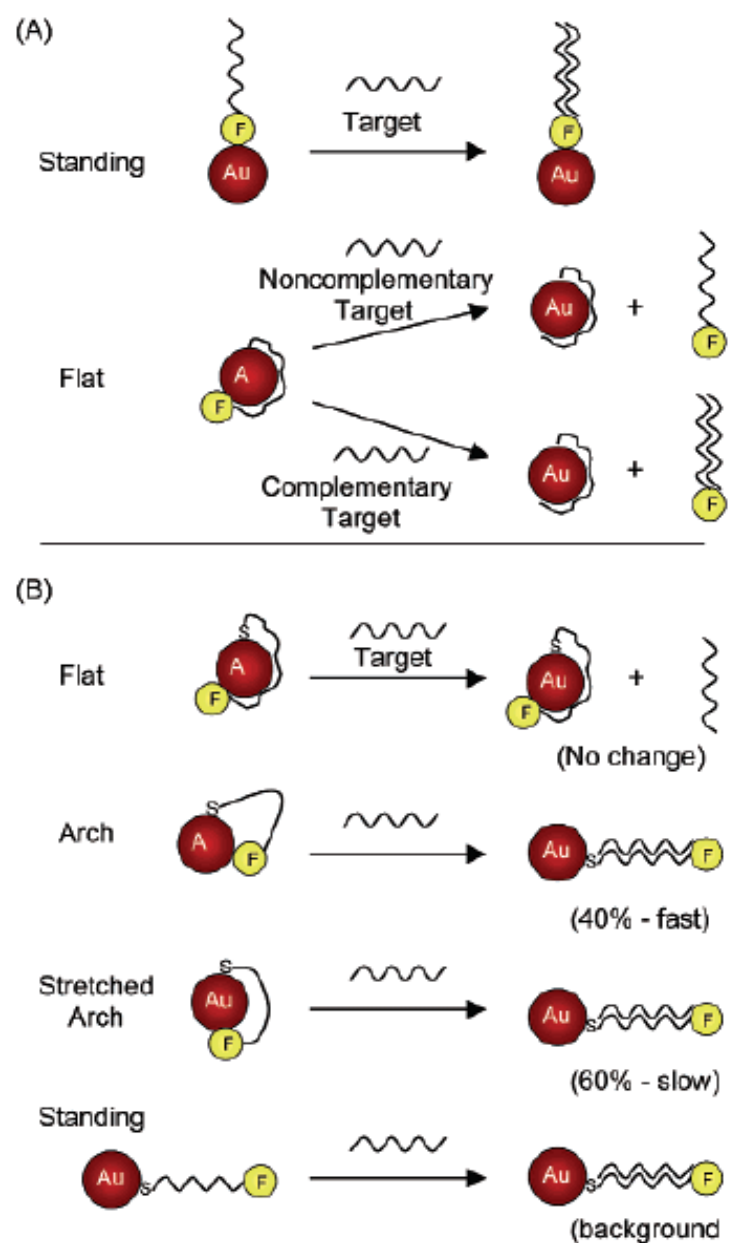 (A)
F
Au
Target
F
Au
Standing
Noncomplementary
Target
Au
+
F
Flat
A
F
Complementary
Target
Au
+
F
(B)
Flat
S
A
F
Target
S
Au
F
+
(No change)
Arch
S
A
F
Au
S
F
(40% - fast)
Stretched
Arch
S
Au
F
Au
S
F
(60% - slow)
Standing
Au
S
F
Au
S
F
(background